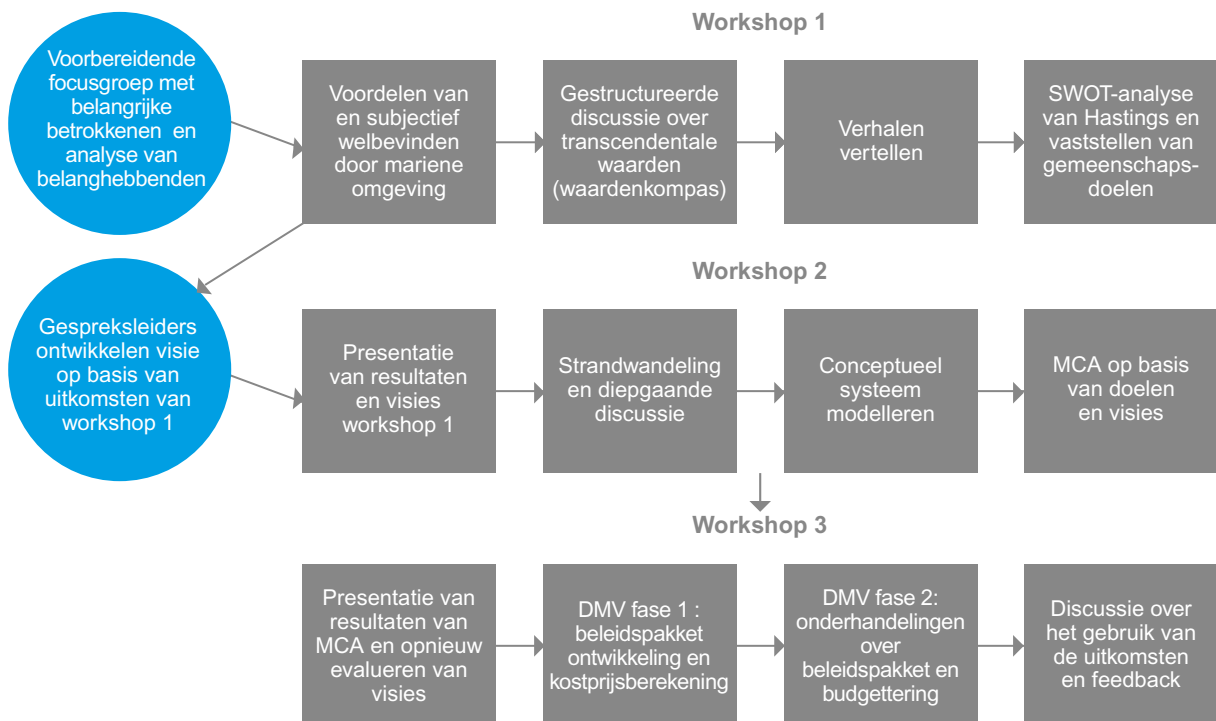 Workshop 1
Voorbereidende
focusgroep met
belangrijke
betrokkenen en
analyse van
belanghebbenden
Voordelen van
en subjectief
welbevinden
door mariene
omgeving
Gestructureerde
discussie over
transcendentale
waarden
(waardenkompas)
Verhalen
vertellen
SWOT-analyse
van Hastings en
vaststellen van
gemeenschaps-
doelen
Workshop 2
Gespreksleiders
ontwikkelen visie
op basis van
uitkomsten van
workshop 1
Presentatie
van resultaten
en visies
workshop 1
Strandwandeling
en diepgaande
discussie
Conceptueel
systeem
modelleren
MCA op basis
van doelen
en visies
Workshop 3
Presentatie van
resultaten van
MCA en opnieuw
evalueren van
visies
DMV fase 1 :
beleidspakket
ontwikkeling en
kostprijsberekening
DMV fase 2:
onderhandelingen
over
beleidspakket en
budgettering
Discussie over
het gebruik van
de uitkomsten
en feedback